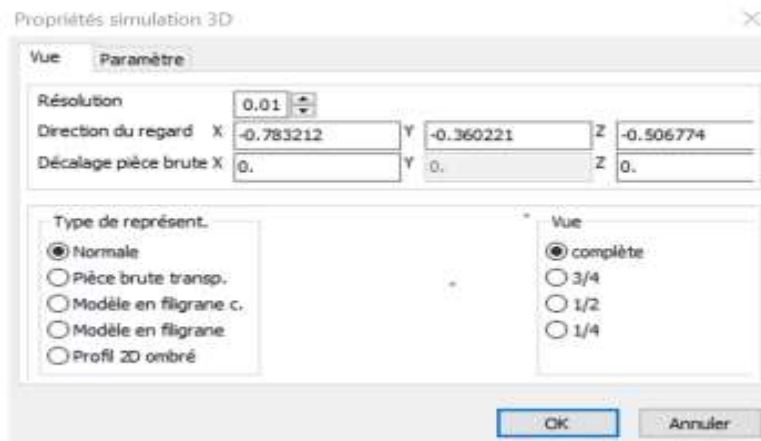 Propriétés simulation 3D
Vue Paramètre
Résolution 0.01
Direction du regard X -0.783212 Y -0.360221 Z -0.506774
Décalage pièce brute X 0. Y 0. Z 0.
Type de représent. Vue
Normale complète
Pièce brute transp. 3/4
Modèle en filigrane c. 1/2
Modèle en filigrane 1/4
Profil 2D ombré
OK Annuler